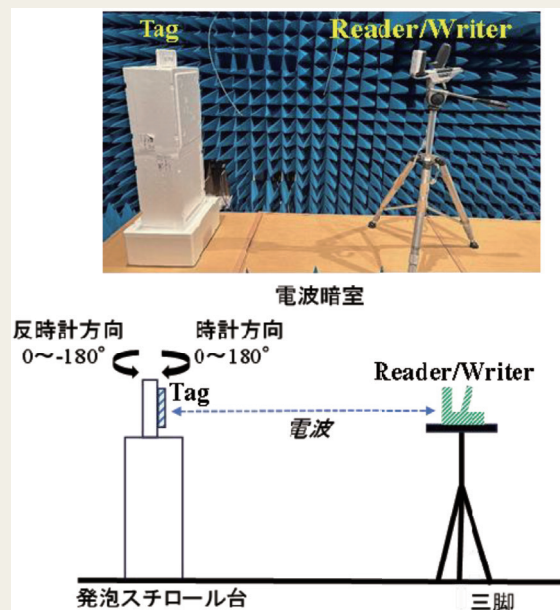 Tag
Reader/Writer
電波暗室
反時計方向
0〜-180°
時計方向
0〜180°
Tag
Reader/Writer
電波
発泡スチロール台
三脚